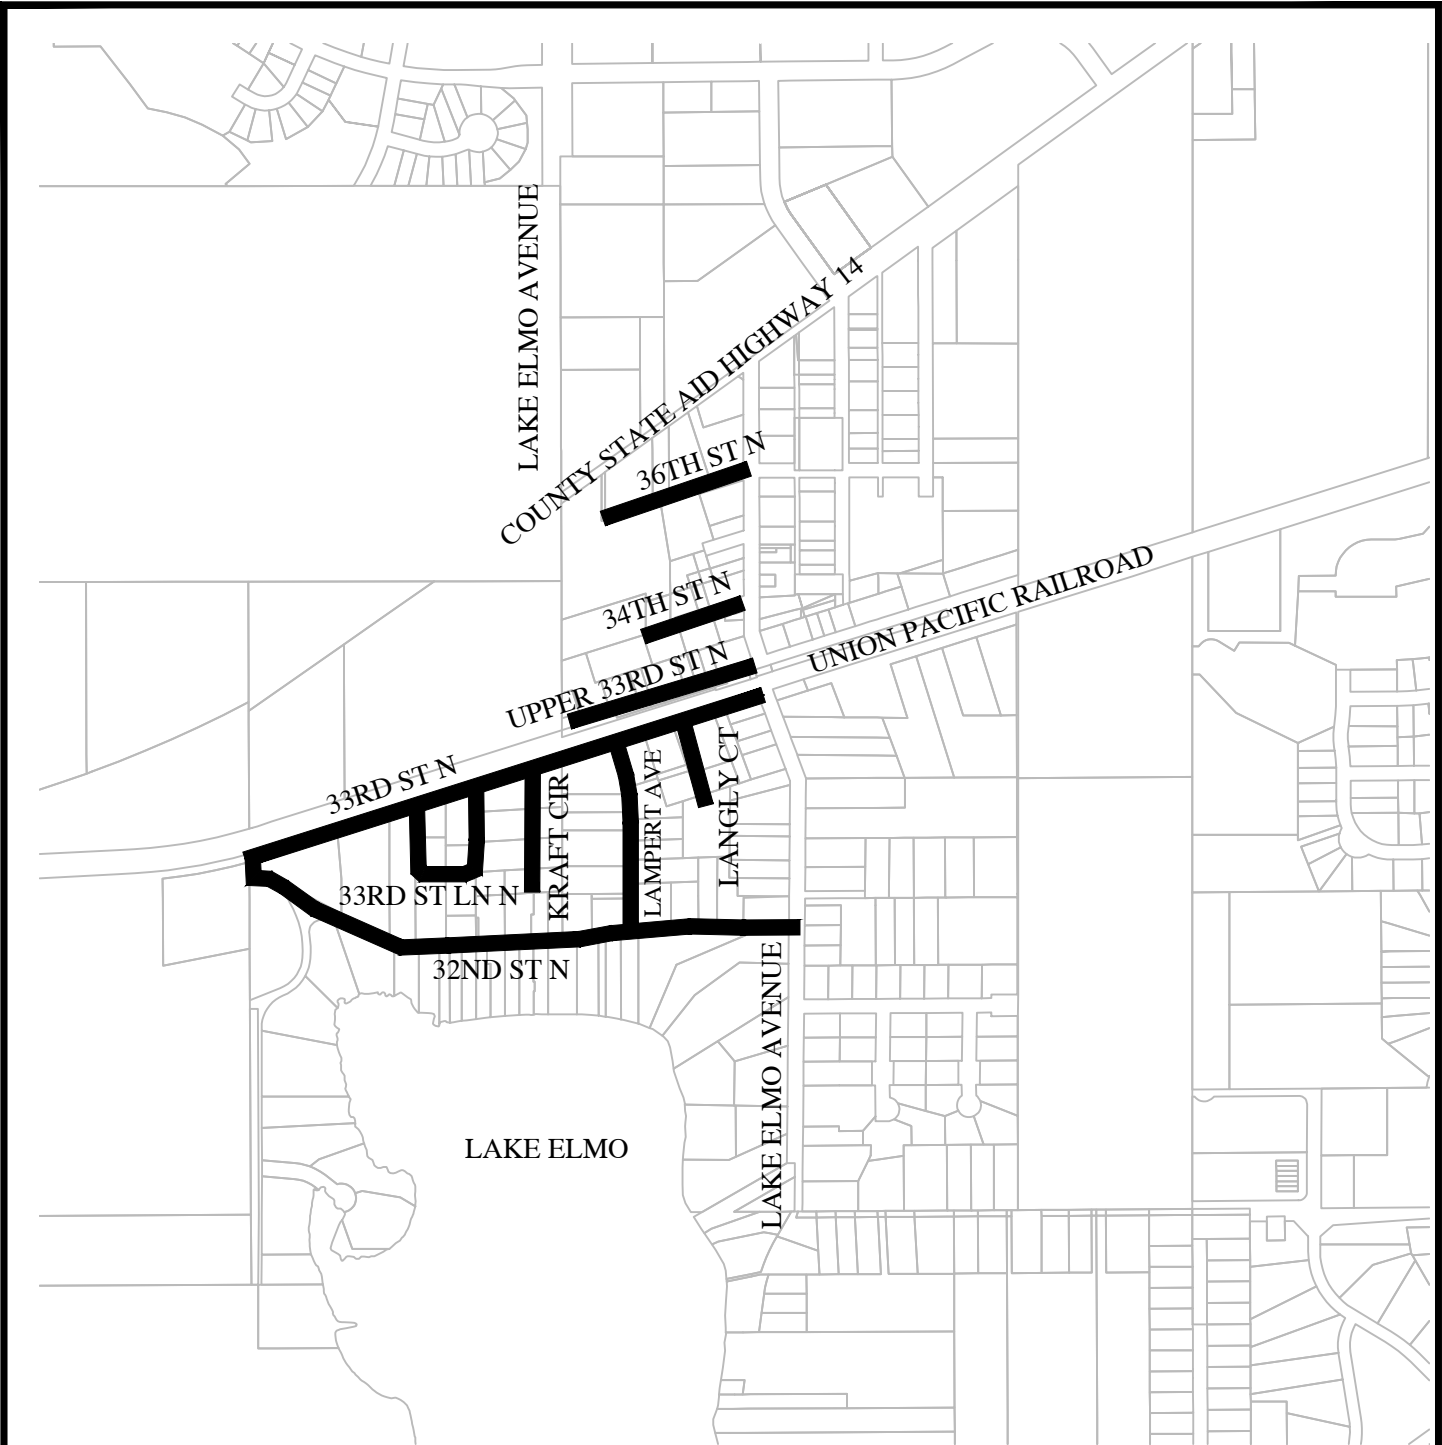 LAKE ELMO AVENUE
COUNTY STATE AID HIGHWAY 14
36TH ST N
34TH ST N
UNION PACIFIC RAILROAD
UPPER 33RD ST N
33RD ST N
KRAFT CIR
LAMPERT AVE
LANGLY CT
33RD ST LN N
32ND ST N
LAKE ELMO AVENUE
LAKE ELMO